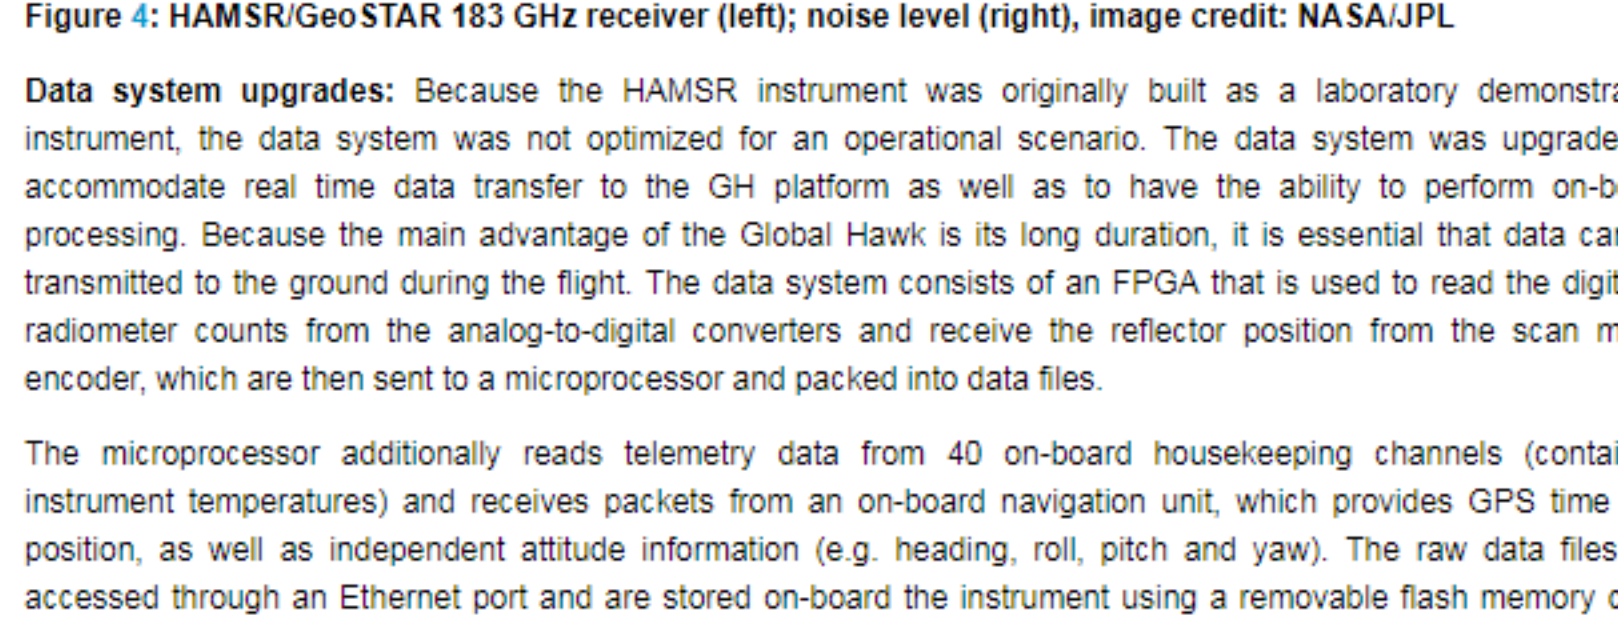 Figure 4: HAMSR/GeoSTAR 183 GHz receiver (left); noise level (right), image credit: NASA/JPL
Data system upgrades: Because the HAMSR instrument was originally built as a laboratory demonstra
instrument, the data system was not optimized for an operational scenario. The data system was upgrade
accommodate real time data transfer to the GH platform as well as to have the ability to perform on-b
processing. Because the main advantage of the Global Hawk is its long duration, it is essential that data can
transmitted to the ground during the flight. The data system consists of an FPGA that is used to read the digit
radiometer counts from the analog-to-digital converters and receive the reflector position from the scan m
encoder, which are then sent to a microprocessor and packed into data files.
The microprocessor additionally reads telemetry data from 40 on-board housekeeping channels (contai
instrument temperatures) and receives packets from an on-board navigation unit, which provides GPS time
position, as well as independent attitude information (e.g. heading, roll, pitch and yaw). The raw data files
accessed through an Ethernet port and are stored on-board the instrument using a removable flash memory